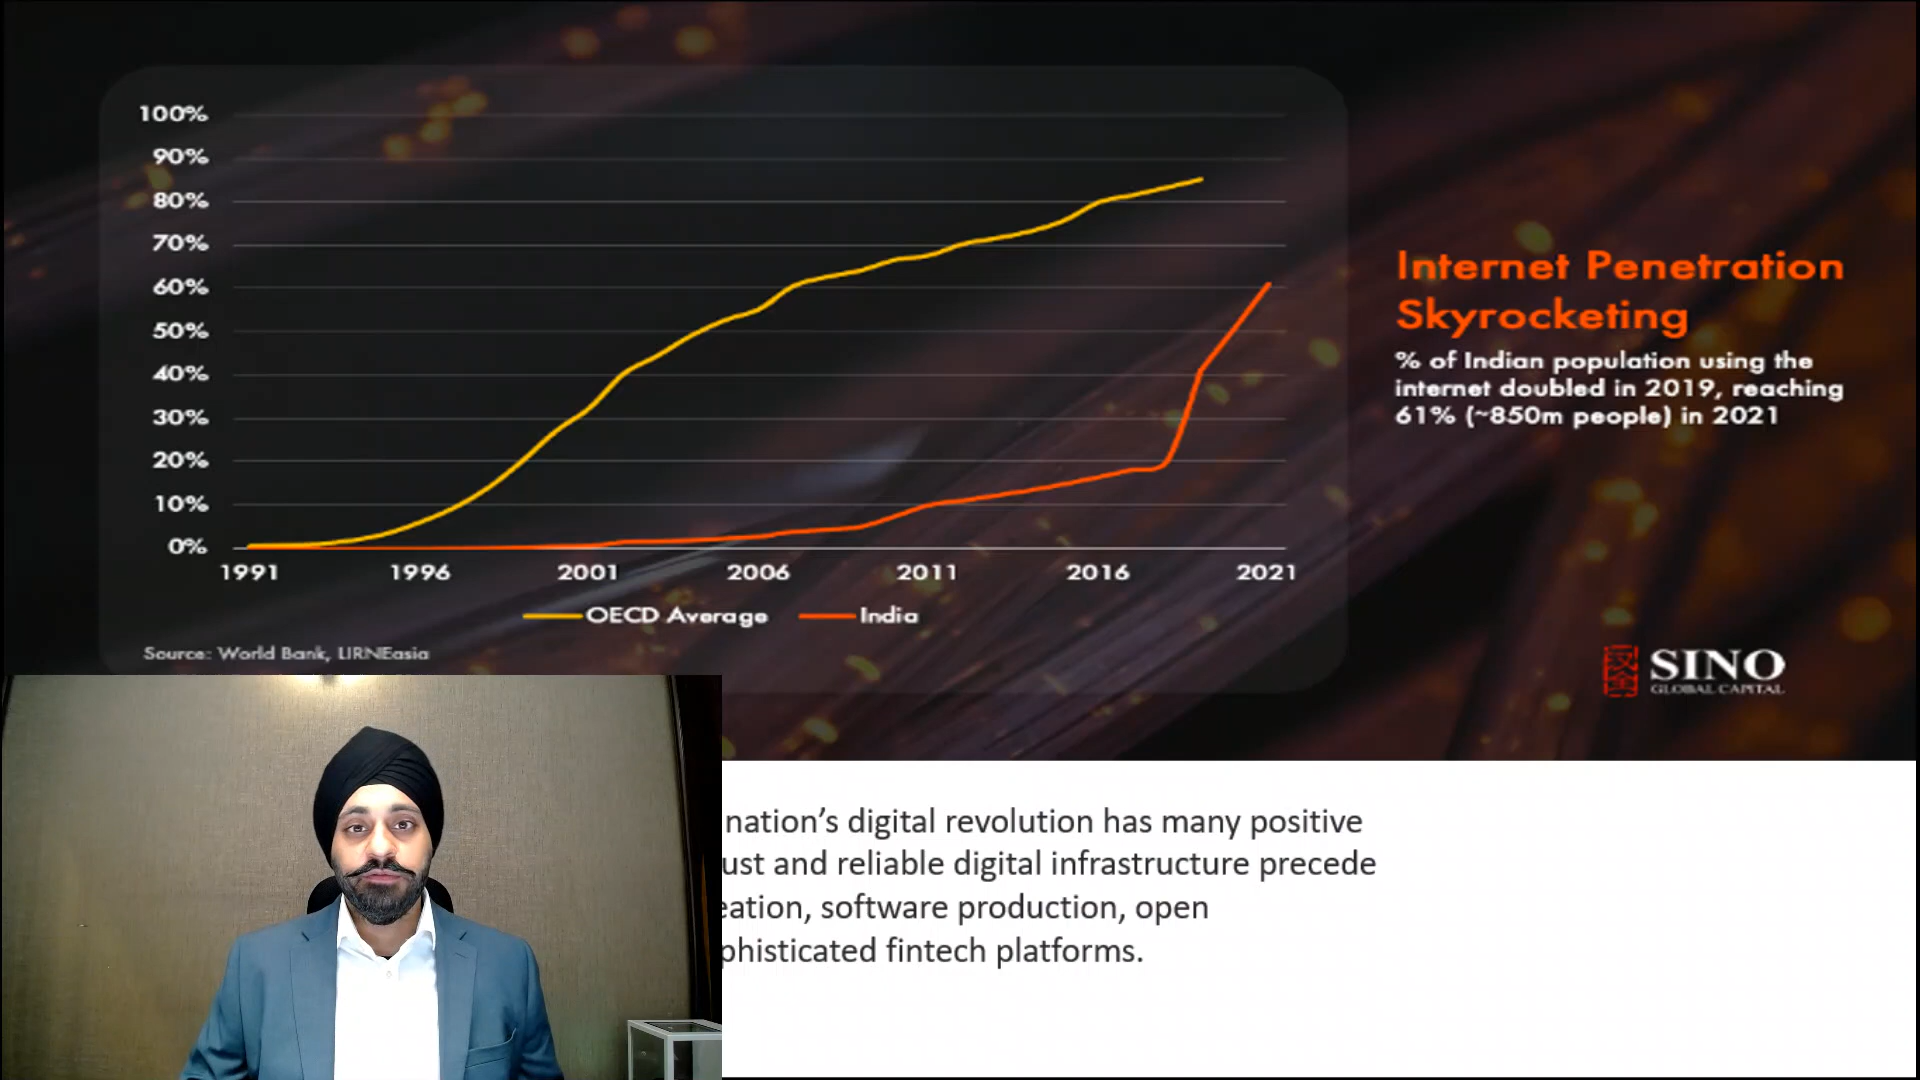 100%
90%
80%
70%
60%
50%
40%
30%
20%
10%
0%
1991 1996 2001 2006 2011 2016 2021
OECD Average India
Source: World Bank, LIRNEasia
Internet Penetration
Skyrocketing
% of Indian population using the
internet doubled in 2019, reaching
61% (~850m people) in 2021
SINO
GLOBAL CAPITAL
nation’s digital revolution has many positive
ust and reliable digital infrastructure precede
eation, software production, open
phisticated fintech platforms.